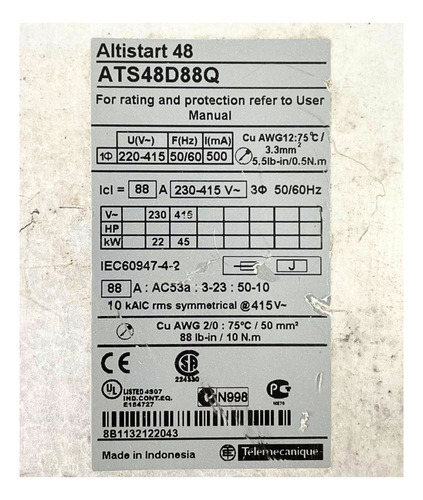 Altistart 48
ATS48D88Q
For rating and protection refer to User
Manual
U(V~) F(Hz) I(mA)
1Φ 220-415 50/60 500
Cu AWG12:75℃/
3.3mm²
5.5lb-in/0.5N.m
Icl = 88 A 230-415 V~ 3Φ 50/60Hz
V~ 230 415
HP
kW 22 45
IEC60947-4-2 J
88 A : AC53a : 3-23 : 50-10
10 kAIC rms symmetrical @415V~
Cu AWG 2/0 : 75°C / 50 mm²
88 lb-in / 10 N.m
CE
SA
224330
UL LISTED 4S07
IND.CONT.EQ.
E164727
N998
8B1132122043
Made in Indonesia
Telemecanique